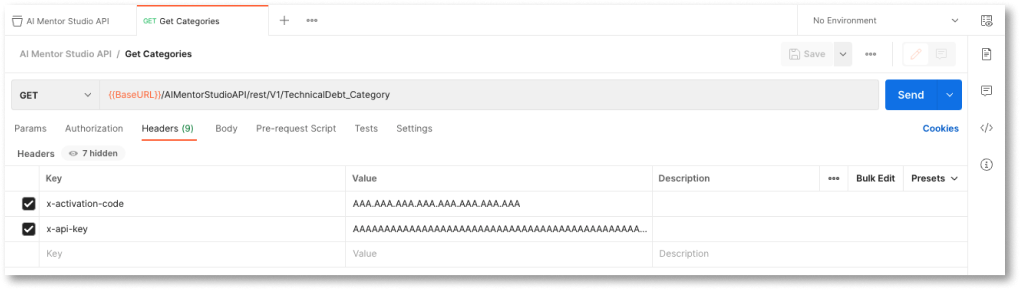 AI Mentor Studio API GET Get Categories + ••• No Environment
AI Mentor Studio API / Get Categories Save •••
GET {{BaseURL}}/AIMentorStudioAPI/rest/V1/TechnicalDebt_Category Send
Params Authorization Headers (9) Body Pre-request Script Tests Settings Cookies
Headers 7 hidden
Key Value Description ••• Bulk Edit Presets
x-activation-code AAA.AAA.AAA.AAA.AAA.AAA.AAA.AAA
x-api-key AAAAAAAAAAAAAAAAAAAAAAAAAAAAAAAAAAAAAAAAAAAAAA...
Key Value Description